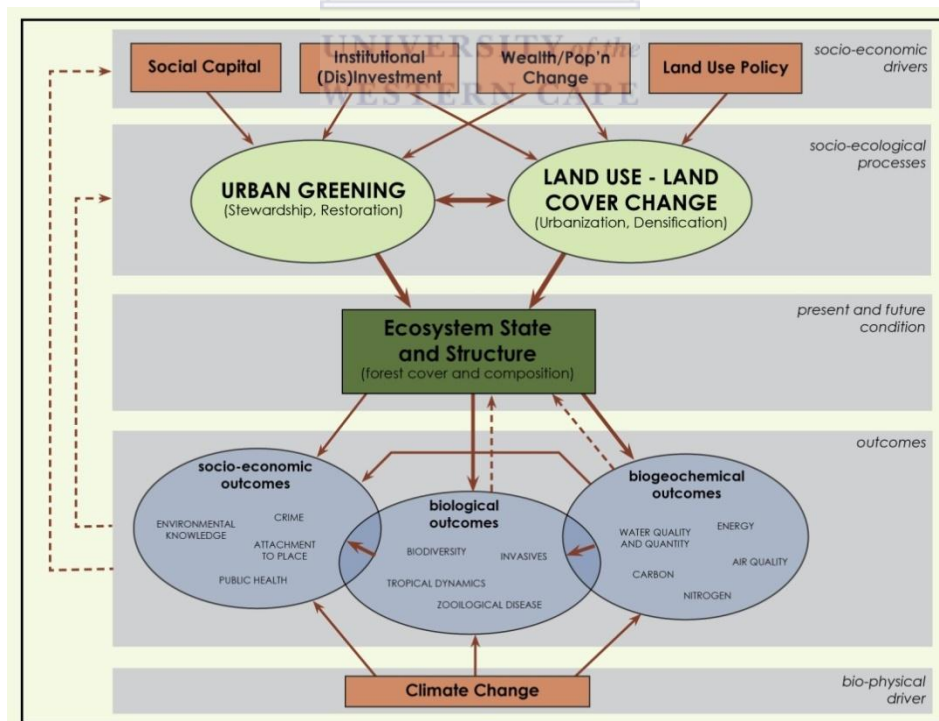 UNIVERSITY of the
WESTERN CAPE
socio-economic
drivers
Social Capital
Institutional
(Dis)Investment
Wealth/Pop'n
Change
Land Use Policy
socio-ecological
processes
URBAN GREENING
(Stewardship, Restoration)
LAND USE - LAND
COVER CHANGE
(Urbanization, Densification)
present and future
condition
Ecosystem State
and Structure
(forest cover and composition)
outcomes
socio-economic
outcomes
ENVIRONMENTAL
KNOWLEDGE
CRIME
ATTACHMENT
TO PLACE
PUBLIC HEALTH
biological
outcomes
BIODIVERSITY
INVASIVES
TROPICAL DYNAMICS
ZOOILOGICAL DISEASE
biogeochemical
outcomes
WATER QUALITY
AND QUANTITY
ENERGY
AIR QUALITY
CARBON
NITROGEN
Climate Change
bio-physical
driver